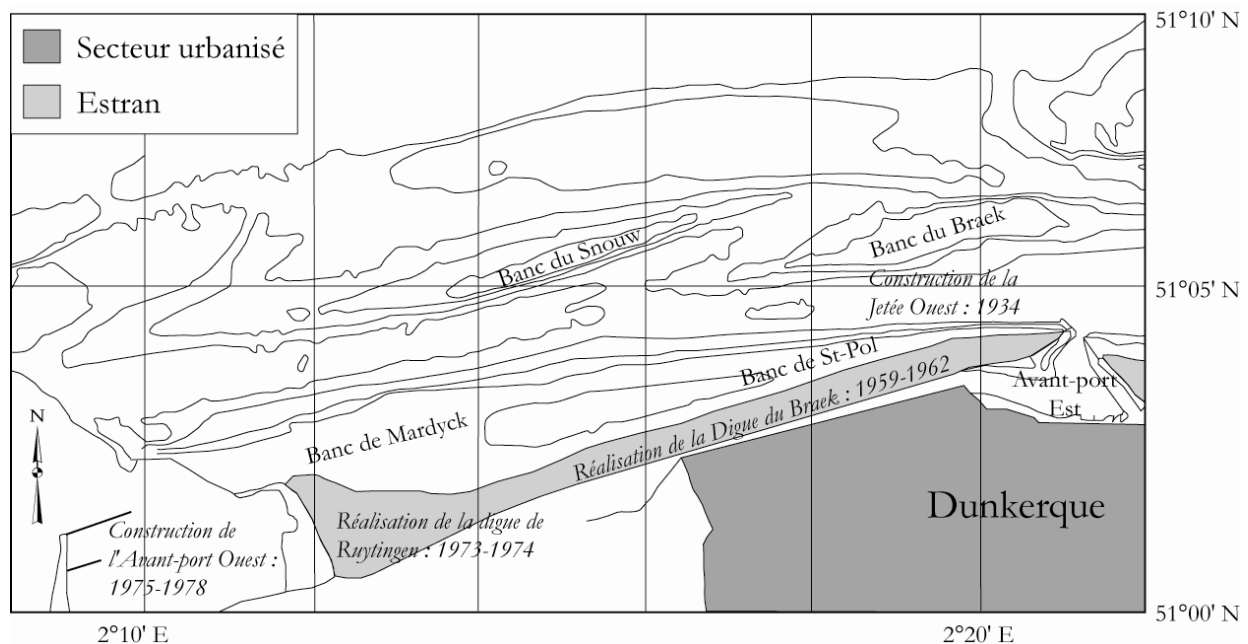 Secteur urbanisé
Estran
51°10' N
Banc du Snouw
Banc du Braek
Construction de la
Jetée Ouest : 1934
51°05' N
Banc de St-Pol
Avant-port
Est
Réalisation de la Digue du Braek : 1959-1962
Banc de Mardyck
N
Dunkerque
Réalisation de la digue de
Ruytingen : 1973-1974
Construction de
l'Avant-port Ouest :
1975-1978
51°00' N
2°10' E
2°20' E